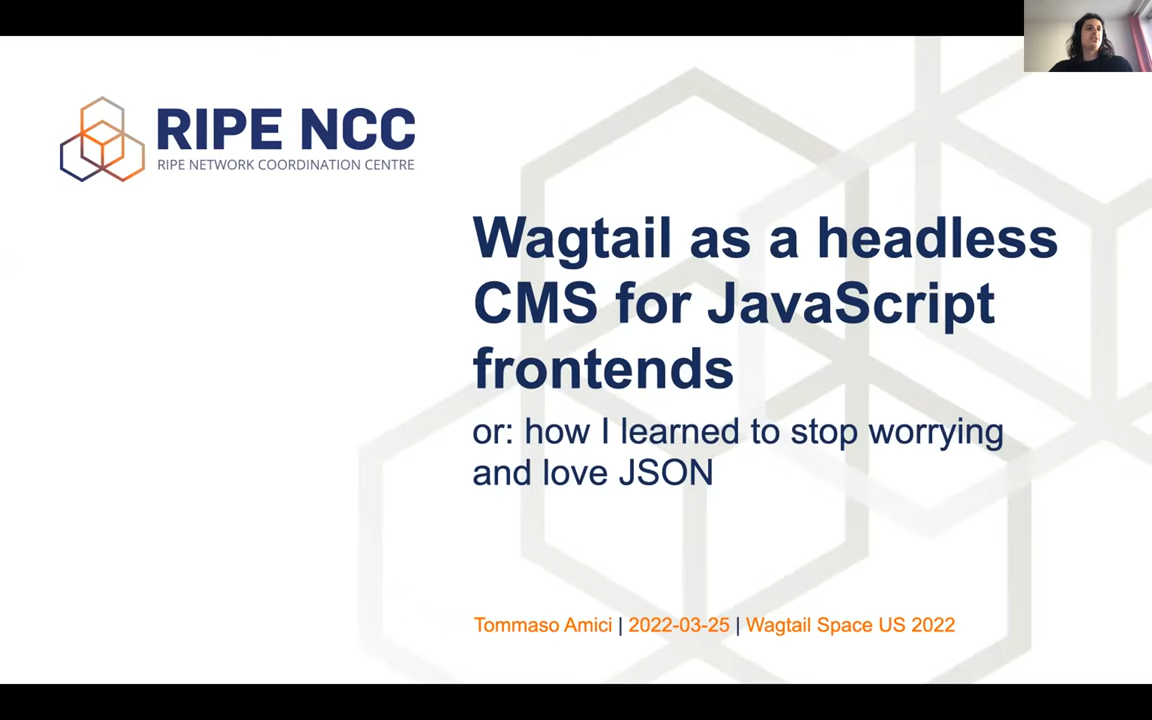 RIPE NCC
RIPE NETWORK COORDINATION CENTRE
Wagtail as a headless
CMS for JavaScript
frontends
or: how I learned to stop worrying
and love JSON
Tommaso Amici | 2022-03-25 | Wagtail Space US 2022